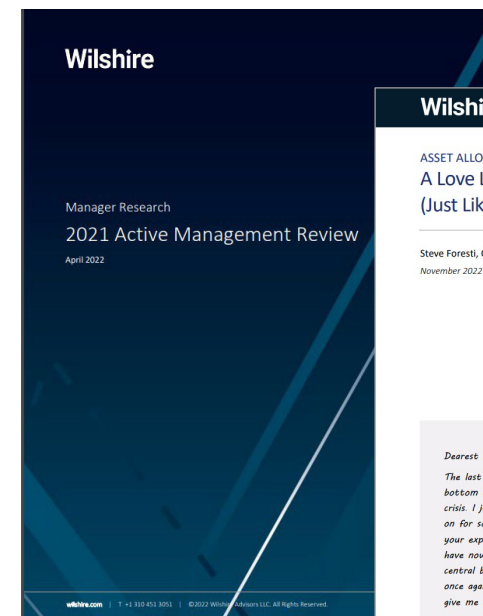 Wilshire
Manager Research
2021 Active Management Review
April 2022
wilshire.com | T +1 310 451 3051 | ©2022 Wilshire Advisors LLC. All Rights Reserved.
Wilshi
ASSET ALLO
A Love L
(Just Lik
Steve Foresti,
November 2022
Dearest
The last
bottom
crisis. I j
on for s
your exp
have nov
central b
once aga
give me